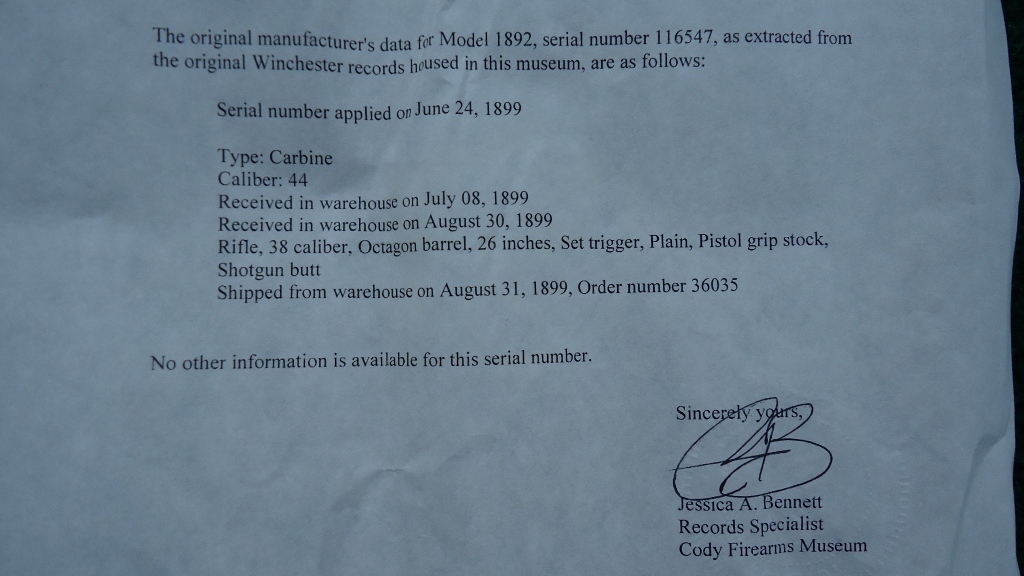 The original manufacturer's data for Model 1892, serial number 116547, as extracted from
the original Winchester records housed in this museum, are as follows:
Serial number applied on June 24, 1899
Type: Carbine
Caliber: 44
Received in warehouse on July 08, 1899
Received in warehouse on August 30, 1899
Rifle, 38 caliber, Octagon barrel, 26 inches, Set trigger, Plain, Pistol grip stock,
Shotgun butt
Shipped from warehouse on August 31, 1899, Order number 36035
No other information is available for this serial number.
Sincerely yours,
Jessica A. Bennett
Records Specialist
Cody Firearms Museum